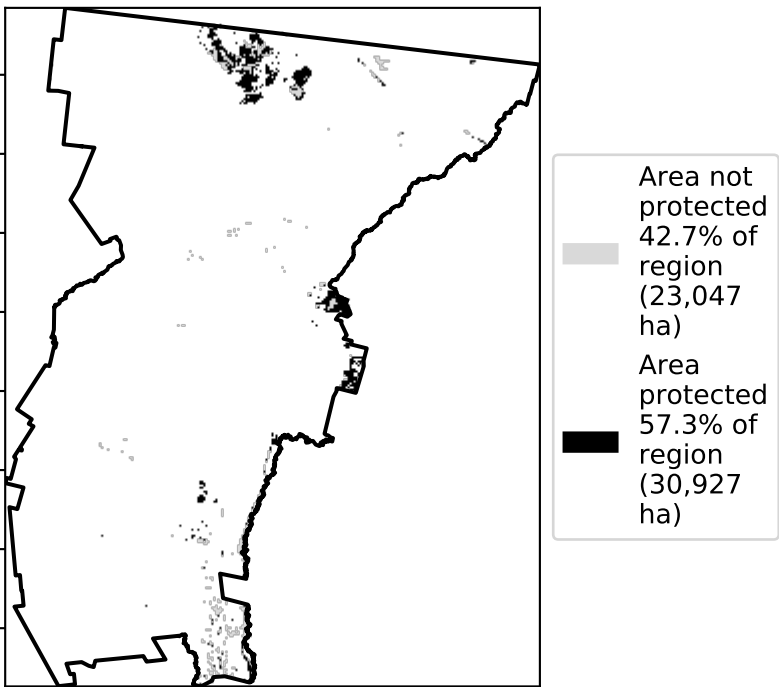 Area not
protected
42.7% of
region
(23,047
ha)
Area
protected
57.3% of
region
(30,927
ha)